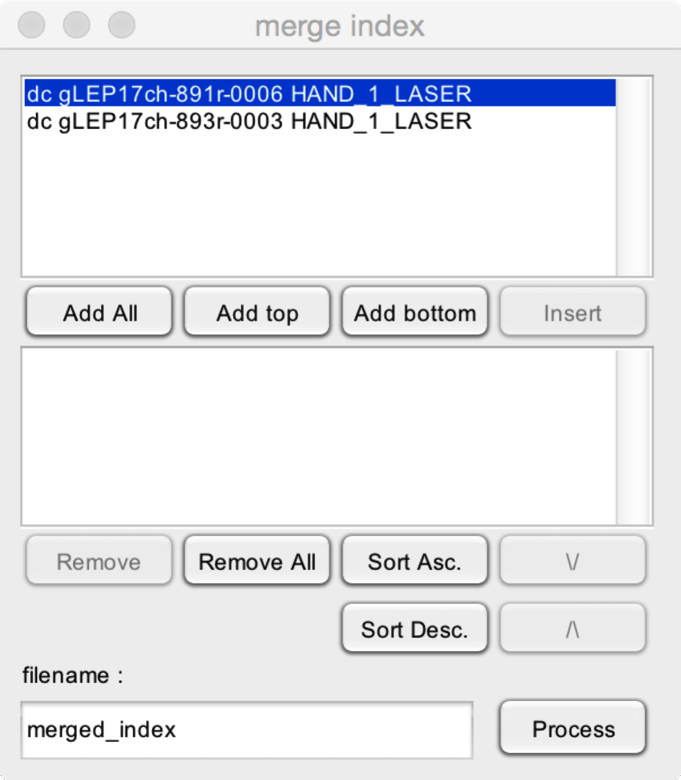 merge index
dc gLEP17ch-891r-0006 HAND_1_LASER
dc gLEP17ch-893r-0003 HAND_1_LASER
Add All Add top Add bottom Insert
Remove Remove All Sort Asc. \/
Sort Desc. /\
filename :
merged_index Process